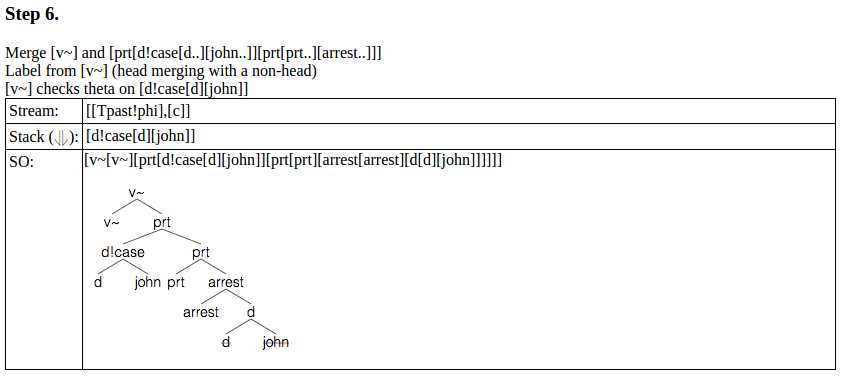 Step 6.
Merge [v~] and [prt[d!case[d..][john..]][prt[prt..][arrest..]]]
Label from [v~] (head merging with a non-head)
[v~] checks theta on [d!case[d][john]]
Stream: [[Tpast!phi],[c]]
Stack (⇓): [d!case[d][john]]
SO: [v~[v~][prt[d!case[d][john]][prt[prt][arrest[arrest][d[d][john]]]]]]
v~
v~ prt
d!case prt
d john prt arrest
arrest d
d john